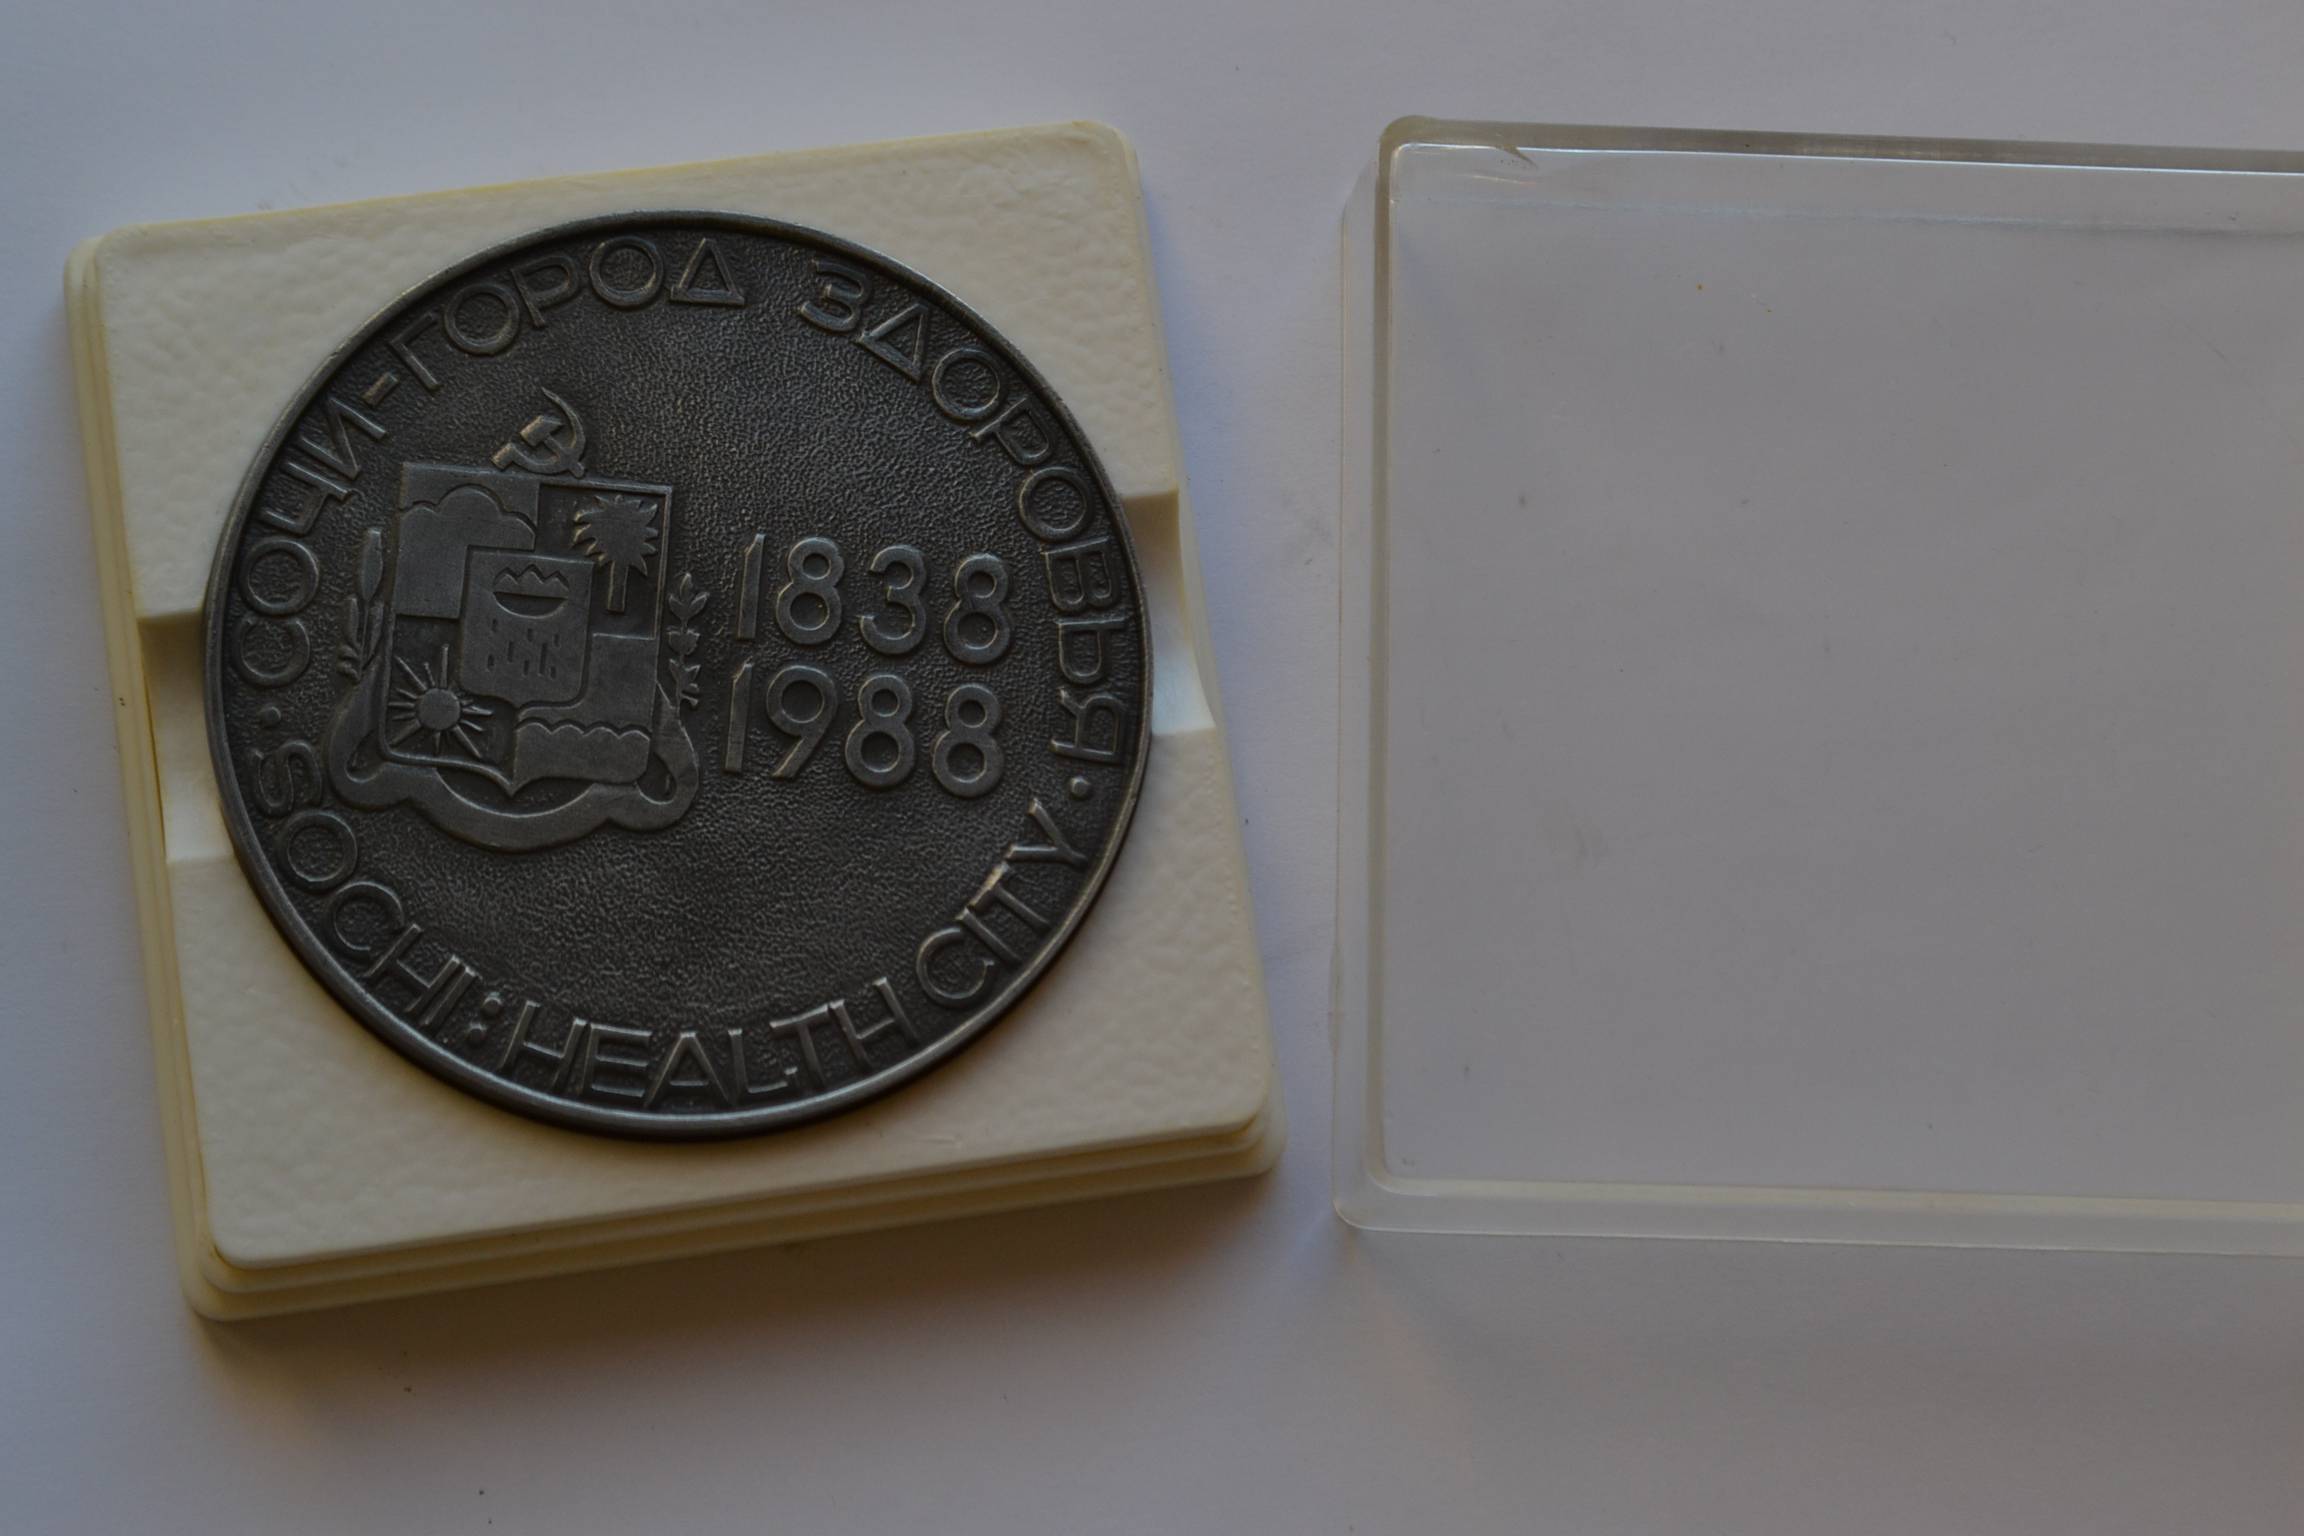 СОЧИ-ГОРОД ЗДОРОВЬЯ
1838
1988
SOCHI: HEALTH CITY